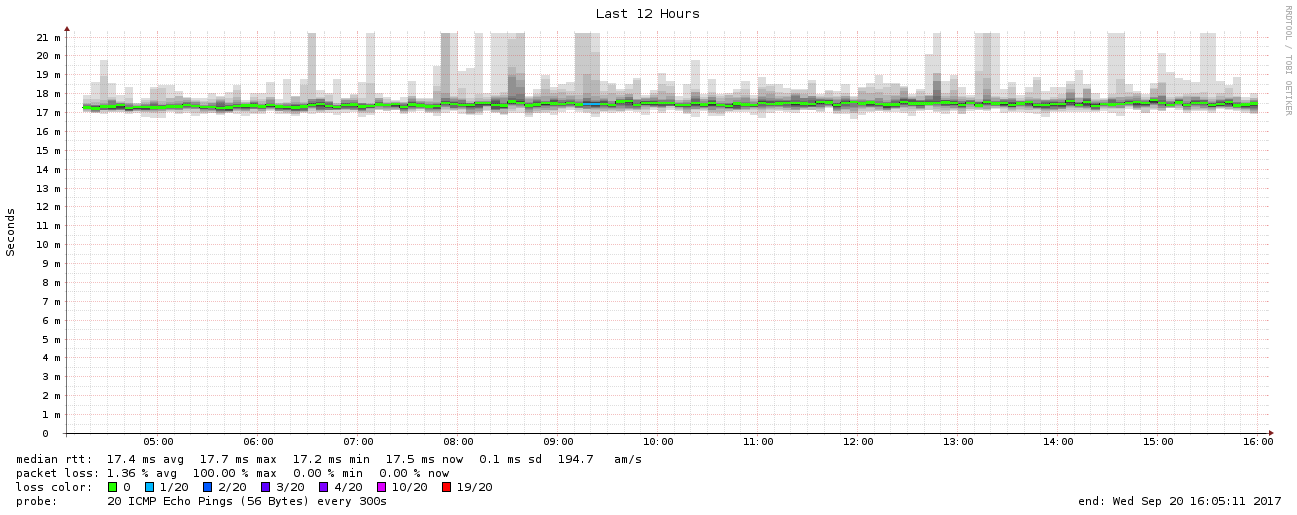 Last 12 Hours
RRDTOOL / TOBI OETIKER
Seconds
21 m
20 m
19 m
18 m
17 m
16 m
15 m
14 m
13 m
12 m
11 m
10 m
9 m
8 m
7 m
6 m
5 m
4 m
3 m
2 m
1 m
0
05:00 06:00 07:00 08:00 09:00 10:00 11:00 12:00 13:00 14:00 15:00 16:00
median rtt: 17.4 ms avg 17.7 ms max 17.2 ms min 17.5 ms now 0.1 ms sd 194.7 am/s
packet loss: 1.36 % avg 100.00 % max 0.00 % min 0.00 % now
loss color: 0 1/20 2/20 3/20 4/20 10/20 19/20
probe: 20 ICMP Echo Pings (56 Bytes) every 300s end: Wed Sep 20 16:05:11 2017